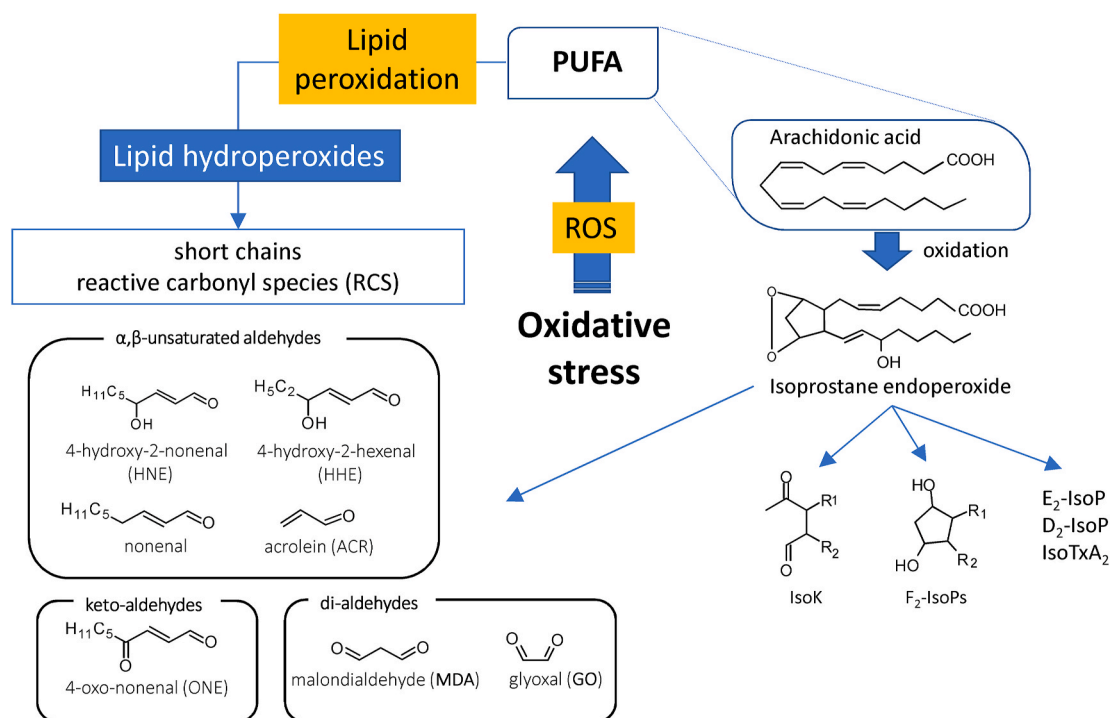 Lipid
peroxidation
PUFA
Lipid hydroperoxides
short chains
reactive carbonyl species (RCS)
ROS
Oxidative
stress
Arachidonic acid
COOH
oxidation
O
O
COOH
OH
Isoprostane endoperoxide
α,β-unsaturated aldehydes
H₁₁C₅
O
OH
4-hydroxy-2-nonenal
(HNE)
H₅C₂
O
OH
4-hydroxy-2-hexenal
(HHE)
H₁₁C₅
O
nonenal
O
acrolein (ACR)
keto-aldehydes
H₁₁C₅
O
O
4-oxo-nonenal (ONE)
di-aldehydes
O
O
malondialdehyde (MDA)
O
O
glyoxal (GO)
O
R1
R₂
O
IsoK
HO
R₁
R₂
HO
F₂-IsoPs
E₂-IsoP
D₂-IsoP
IsoTxA₂